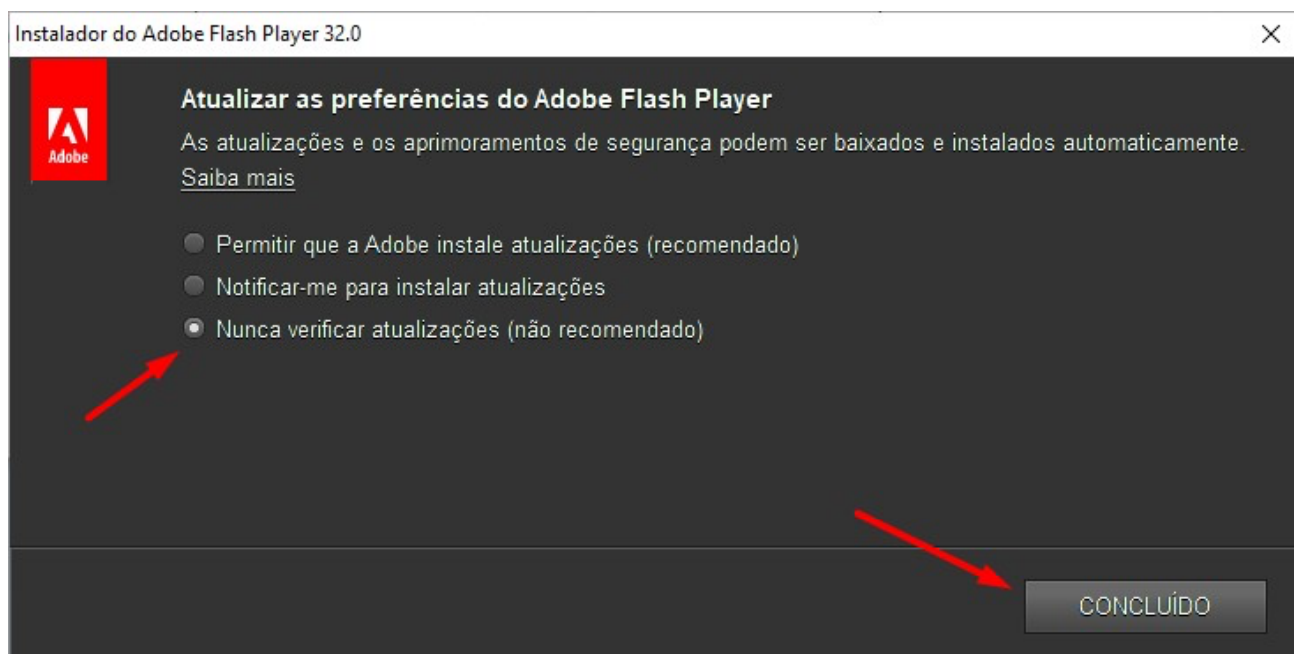 Instalador do Adobe Flash Player 32.0
Adobe
Atualizar as preferências do Adobe Flash Player
As atualizações e os aprimoramentos de segurança podem ser baixados e instalados automaticamente.
Saiba mais
Permitir que a Adobe instale atualizações (recomendado)
Notificar-me para instalar atualizações
Nunca verificar atualizações (não recomendado)
CONCLUÍDO